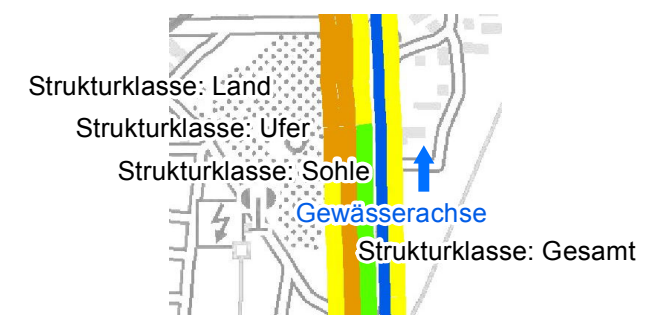 Strukturklasse: Land
Strukturklasse: Ufer
Strukturklasse: Sohle
Gewässerachse
Strukturklasse: Gesamt